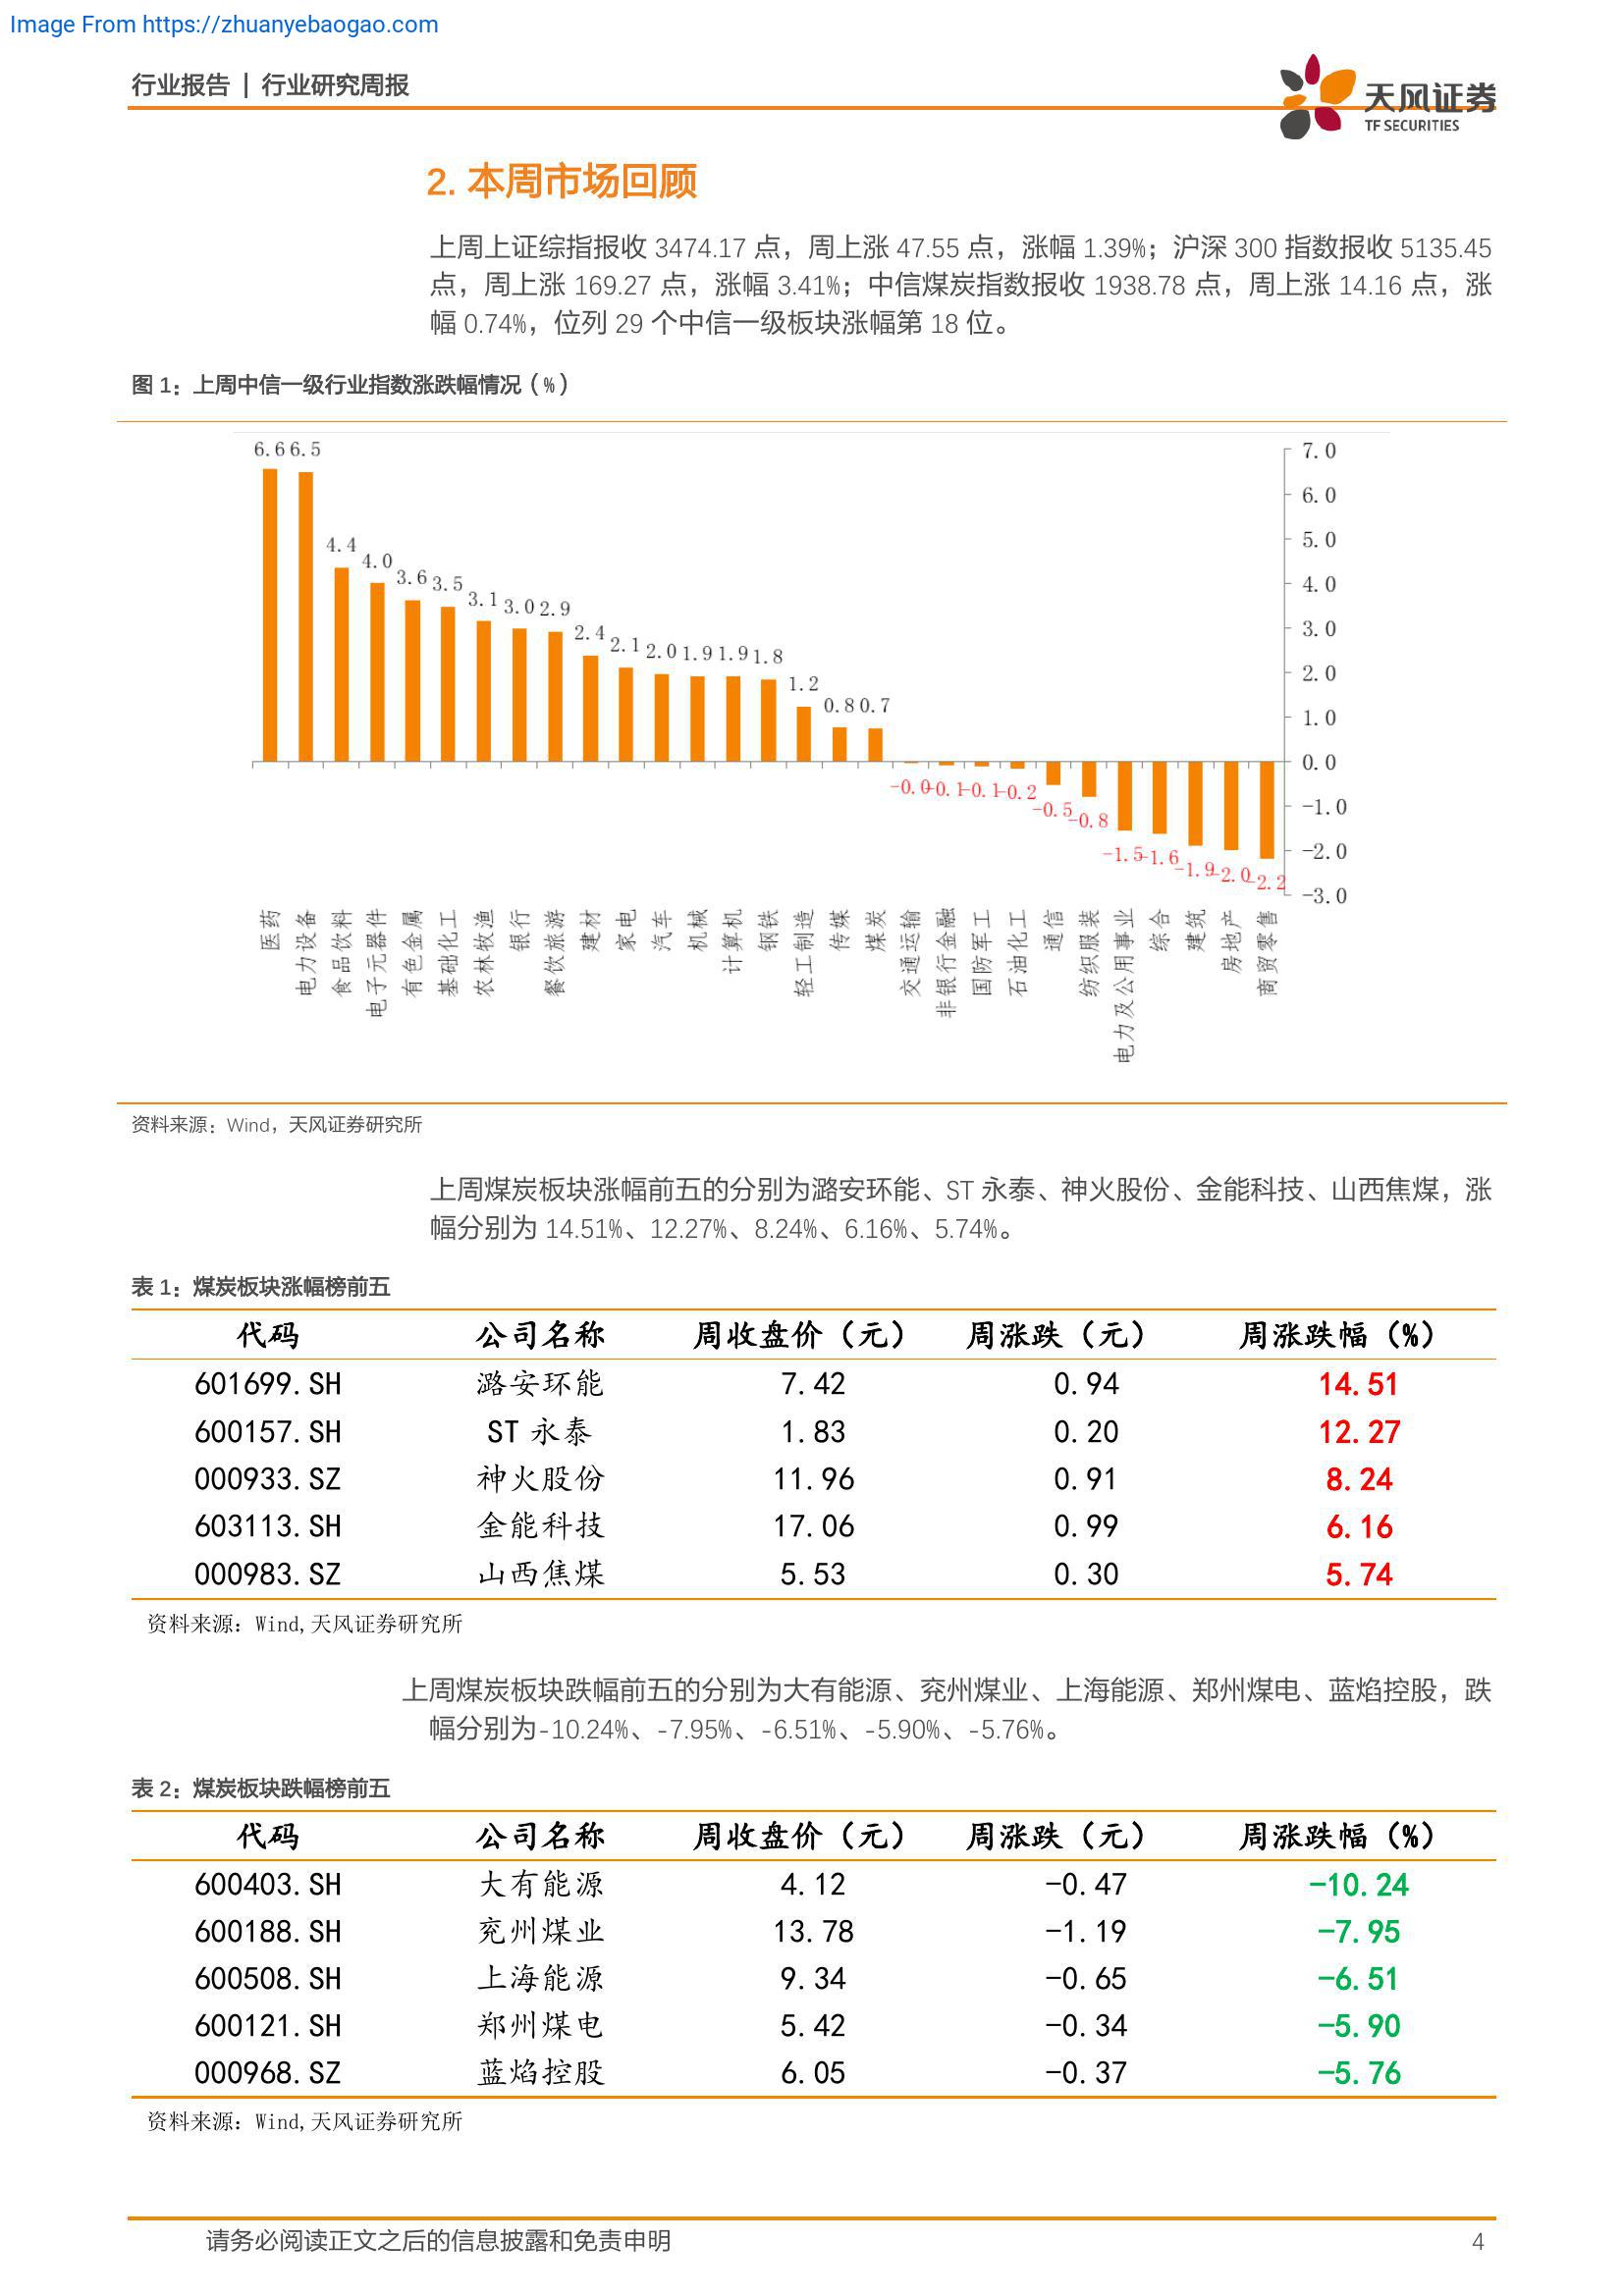 Image From https://zhuanyebaogao.com
行业报告 | 行业研究周报
天风证券
TF SECURITIES
2. 本周市场回顾
上周上证综指报收 3474.17 点，周上涨 47.55 点，涨幅 1.39%；沪深 300 指数报收 5135.45
点，周上涨 169.27 点，涨幅 3.41%；中信煤炭指数报收 1938.78 点，周上涨 14.16 点，涨
幅 0.74%，位列 29 个中信一级板块涨幅第 18 位。
图 1：上周中信一级行业指数涨跌幅情况（%）
6.6 6.5 4.4 4.0 3.6 3.5 3.1 3.0 2.9 2.4 2.1 2.0 1.9 1.9 1.8 1.2 0.8 0.7 -0.0 -0.1 -0.1 -0.2 -0.5 -0.8 -1.5 -1.6 -1.9 -2.0 -2.2
7.0
6.0
5.0
4.0
3.0
2.0
1.0
0.0
-1.0
-2.0
-3.0
医药
电力设备
食品饮料
电子元器件
有色金属
基础化工
农林牧渔
银行
餐饮旅游
建材
家电
汽车
机械
计算机
钢铁
轻工制造
传媒
煤炭
交通运输
非银行金融
国防军工
石油化工
通信
纺织服装
电力及公用事业
综合
建筑
房地产
商贸零售
资料来源：Wind，天风证券研究所
上周煤炭板块涨幅前五的分别为潞安环能、ST 永泰、神火股份、金能科技、山西焦煤，涨
幅分别为 14.51%、12.27%、8.24%、6.16%、5.74%。
表 1：煤炭板块涨幅榜前五
代码 公司名称 周收盘价（元） 周涨跌（元） 周涨跌幅（%）
601699.SH 潞安环能 7.42 0.94 14.51
600157.SH ST 永泰 1.83 0.20 12.27
000933.SZ 神火股份 11.96 0.91 8.24
603113.SH 金能科技 17.06 0.99 6.16
000983.SZ 山西焦煤 5.53 0.30 5.74
资料来源：Wind,天风证券研究所
上周煤炭板块跌幅前五的分别为大有能源、兖州煤业、上海能源、郑州煤电、蓝焰控股，跌
幅分别为-10.24%、-7.95%、-6.51%、-5.90%、-5.76%。
表 2：煤炭板块跌幅榜前五
代码 公司名称 周收盘价（元） 周涨跌（元） 周涨跌幅（%）
600403.SH 大有能源 4.12 -0.47 -10.24
600188.SH 兖州煤业 13.78 -1.19 -7.95
600508.SH 上海能源 9.34 -0.65 -6.51
600121.SH 郑州煤电 5.42 -0.34 -5.90
000968.SZ 蓝焰控股 6.05 -0.37 -5.76
资料来源：Wind,天风证券研究所
请务必阅读正文之后的信息披露和免责申明 4